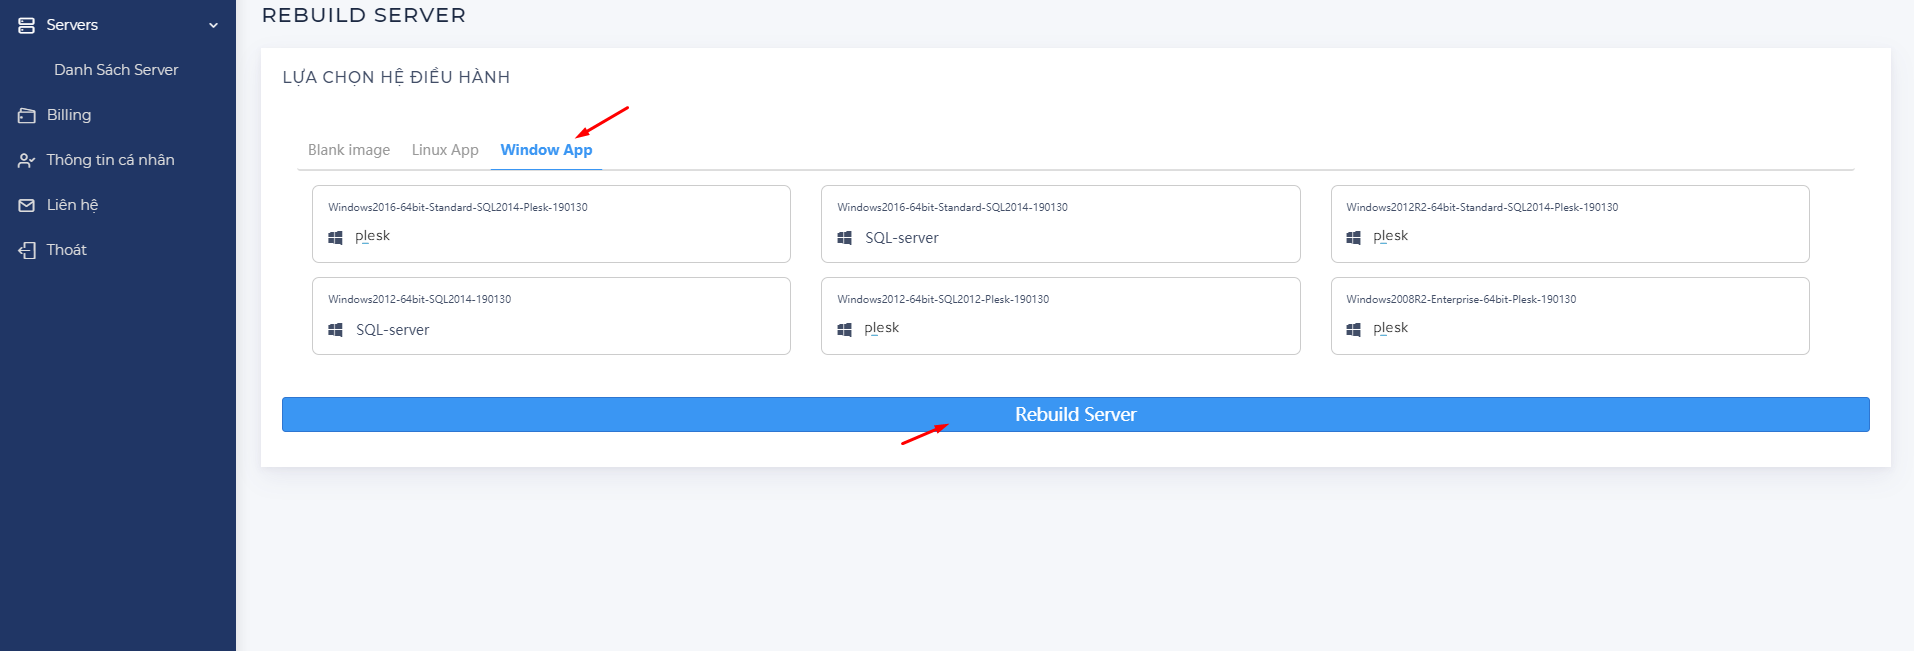 Servers
Danh Sách Server
Billing
Thông tin cá nhân
Liên hệ
Thoát
REBUILD SERVER
LỰA CHỌN HỆ ĐIỀU HÀNH
Blank image Linux App Window App
Windows2016-64bit-Standard-SQL2014-Plesk-190130
plesk
Windows2016-64bit-Standard-SQL2014-190130
SQL-server
Windows2012R2-64bit-Standard-SQL2014-Plesk-190130
plesk
Windows2012-64bit-SQL2014-190130
SQL-server
Windows2012-64bit-SQL2012-Plesk-190130
plesk
Windows2008R2-Enterprise-64bit-Plesk-190130
plesk
Rebuild Server